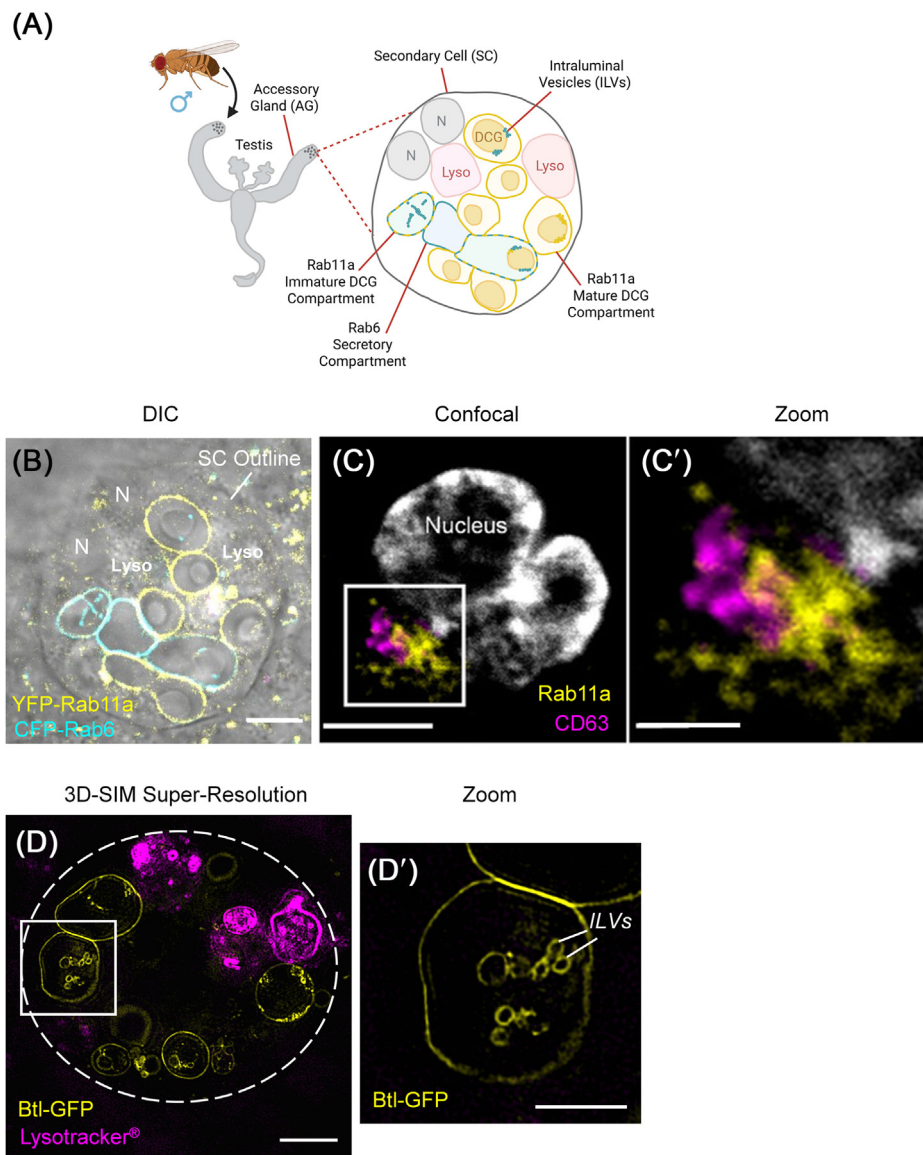 (A)
Secondary Cell (SC)
Intraluminal
Vesicles (ILVs)
Accessory
Gland (AG)
Testis
N
N
DCG
Lyso
Lyso
Rab11a
Immature DCG
Compartment
Rab11a
Mature DCG
Compartment
Rab6
Secretory
Compartment
DIC
Confocal
Zoom
(B)
SC Outline
N
N
Lyso
Lyso
YFP-Rab11a
CFP-Rab6
(C)
Nucleus
Rab11a
CD63
(C′)
3D-SIM Super-Resolution
Zoom
(D)
Btl-GFP
Lysotracker®
(D′)
ILVs
Btl-GFP